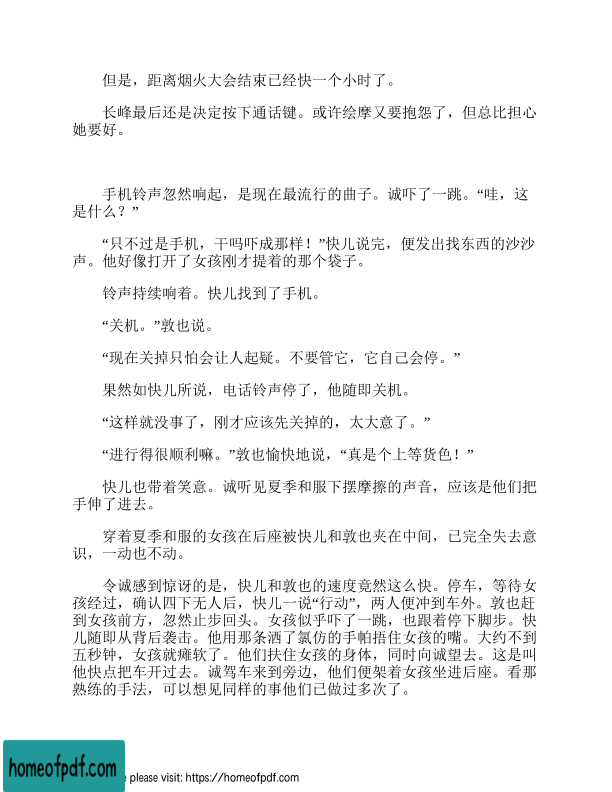 但是，距离烟火大会结束已经快一个小时了。
长峰最后还是决定按下通话键。或许绘摩又要抱怨了，但总比担心
她要好。
手机铃声忽然响起，是现在最流行的曲子。诚吓了一跳。“哇，这
是什么？”
“只不过是手机，干吗吓成那样！”快儿说完，便发出找东西的沙沙
声。他好像打开了女孩刚才提着的那个袋子。
铃声持续响着。快儿找到了手机。
“关机。”敦也说。
“现在关掉只怕会让人起疑。不要管它，它自己会停。”
果然如快儿所说，电话铃声停了，他随即关机。
“这样就没事了，刚才应该先关掉的，太大意了。”
“进行得很顺利嘛。”敦也愉快地说，“真是个上等货色！”
快儿也带着笑意。诚听见夏季和服下摆摩擦的声音，应该是他们把
手伸了进去。
穿着夏季和服的女孩在后座被快儿和敦也夹在中间，已完全失去意
识，一动也不动。
令诚感到惊讶的是，快儿和敦也的速度竟然这么快。停车，等待女
孩经过，确认四下无人后，快儿一说“行动”，两人便冲到车外。敦也赶
到女孩前方，忽然止步回头。女孩似乎吓了一跳，也跟着停下脚步。快
儿随即从背后袭击。他用那条洒了氯仿的手帕捂住女孩的嘴。大约不到
五秒钟，女孩就瘫软了。他们扶住女孩的身体，同时向诚望去。这是叫
他快点把车开过去。诚驾车来到旁边，他们便架着女孩坐进后座。看那
熟练的手法，可以想见同样的事他们已做过多次了。
homeofpdf.com
e please visit: https://homeofpdf.com